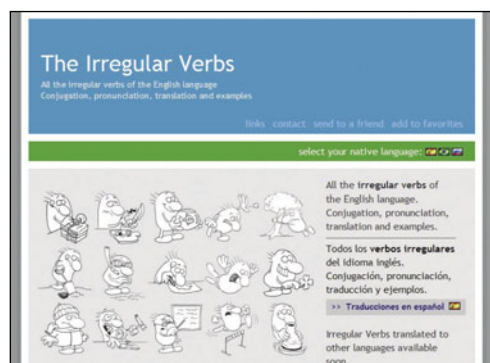 The Irregular Verbs
All the irregular verbs of the English language
Conjugation, pronunciation, translation and examples
links contact send to a friend add to favorites
select your native language:
All the irregular verbs of
the English language.
Conjugation, pronunciation,
translation and examples.
Todos los verbos irregulares
del idioma inglés.
Conjugación, pronunciación,
traducción y ejemplos.
>> Traducciones en español
Irregular Verbs translated to
other languages available
soon